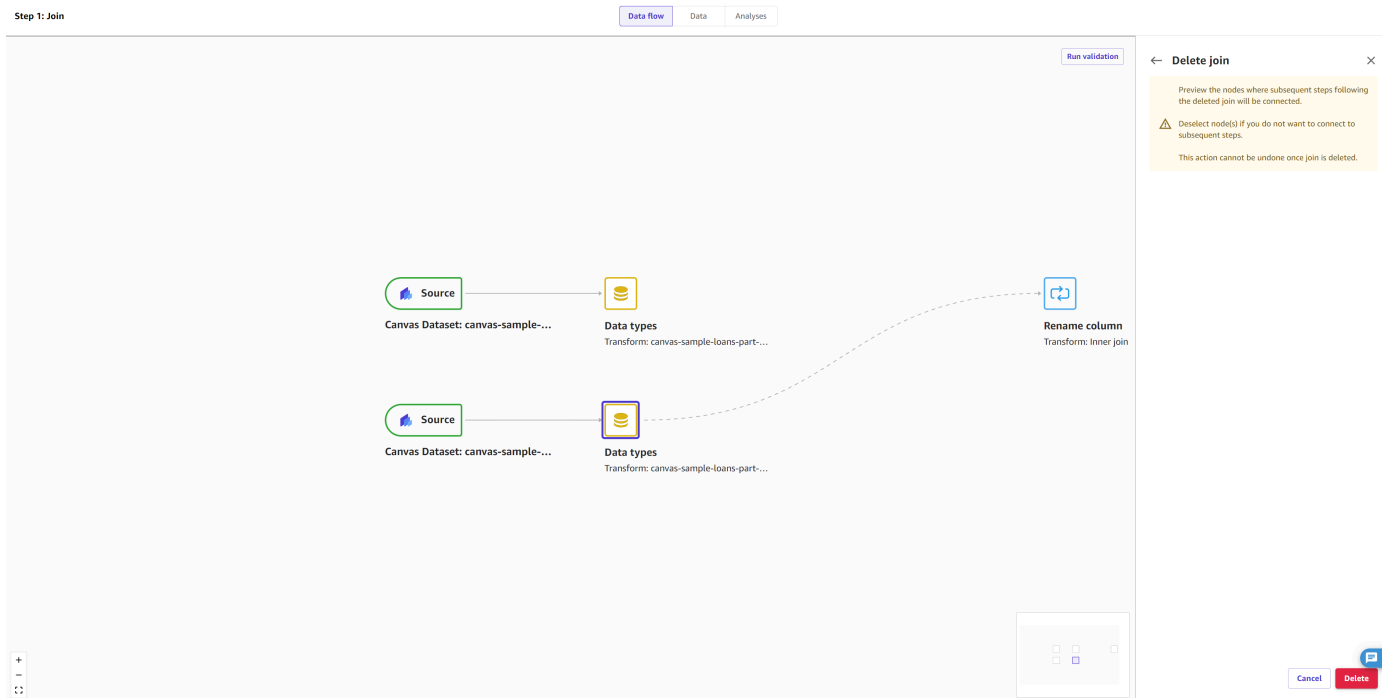 Step 1: Join
Data flow
Data
Analyses
Run validation
Delete join
Preview the nodes where subsequent steps following
the deleted join will be connected.
Deselect node(s) if you do not want to connect to
subsequent steps.
This action cannot be undone once join is deleted.
Source
Canvas Dataset: canvas-sample-...
Data types
Transform: canvas-sample-loans-part-...
Rename column
Transform: Inner join
Source
Canvas Dataset: canvas-sample-...
Data types
Transform: canvas-sample-loans-part-...
Cancel
Delete